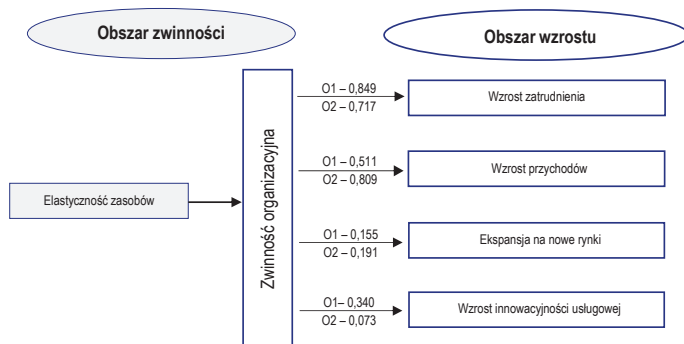 Obszar zwinności
Obszar wzrostu
Elastyczność zasobów
Zwinność organizacyjna
O1 – 0,849
O2 – 0,717
Wzrost zatrudnienia
O1 – 0,511
O2 – 0,809
Wzrost przychodów
O1 – 0,155
O2 – 0,191
Ekspansja na nowe rynki
O1 – 0,340
O2 – 0,073
Wzrost innowacyjności usługowej